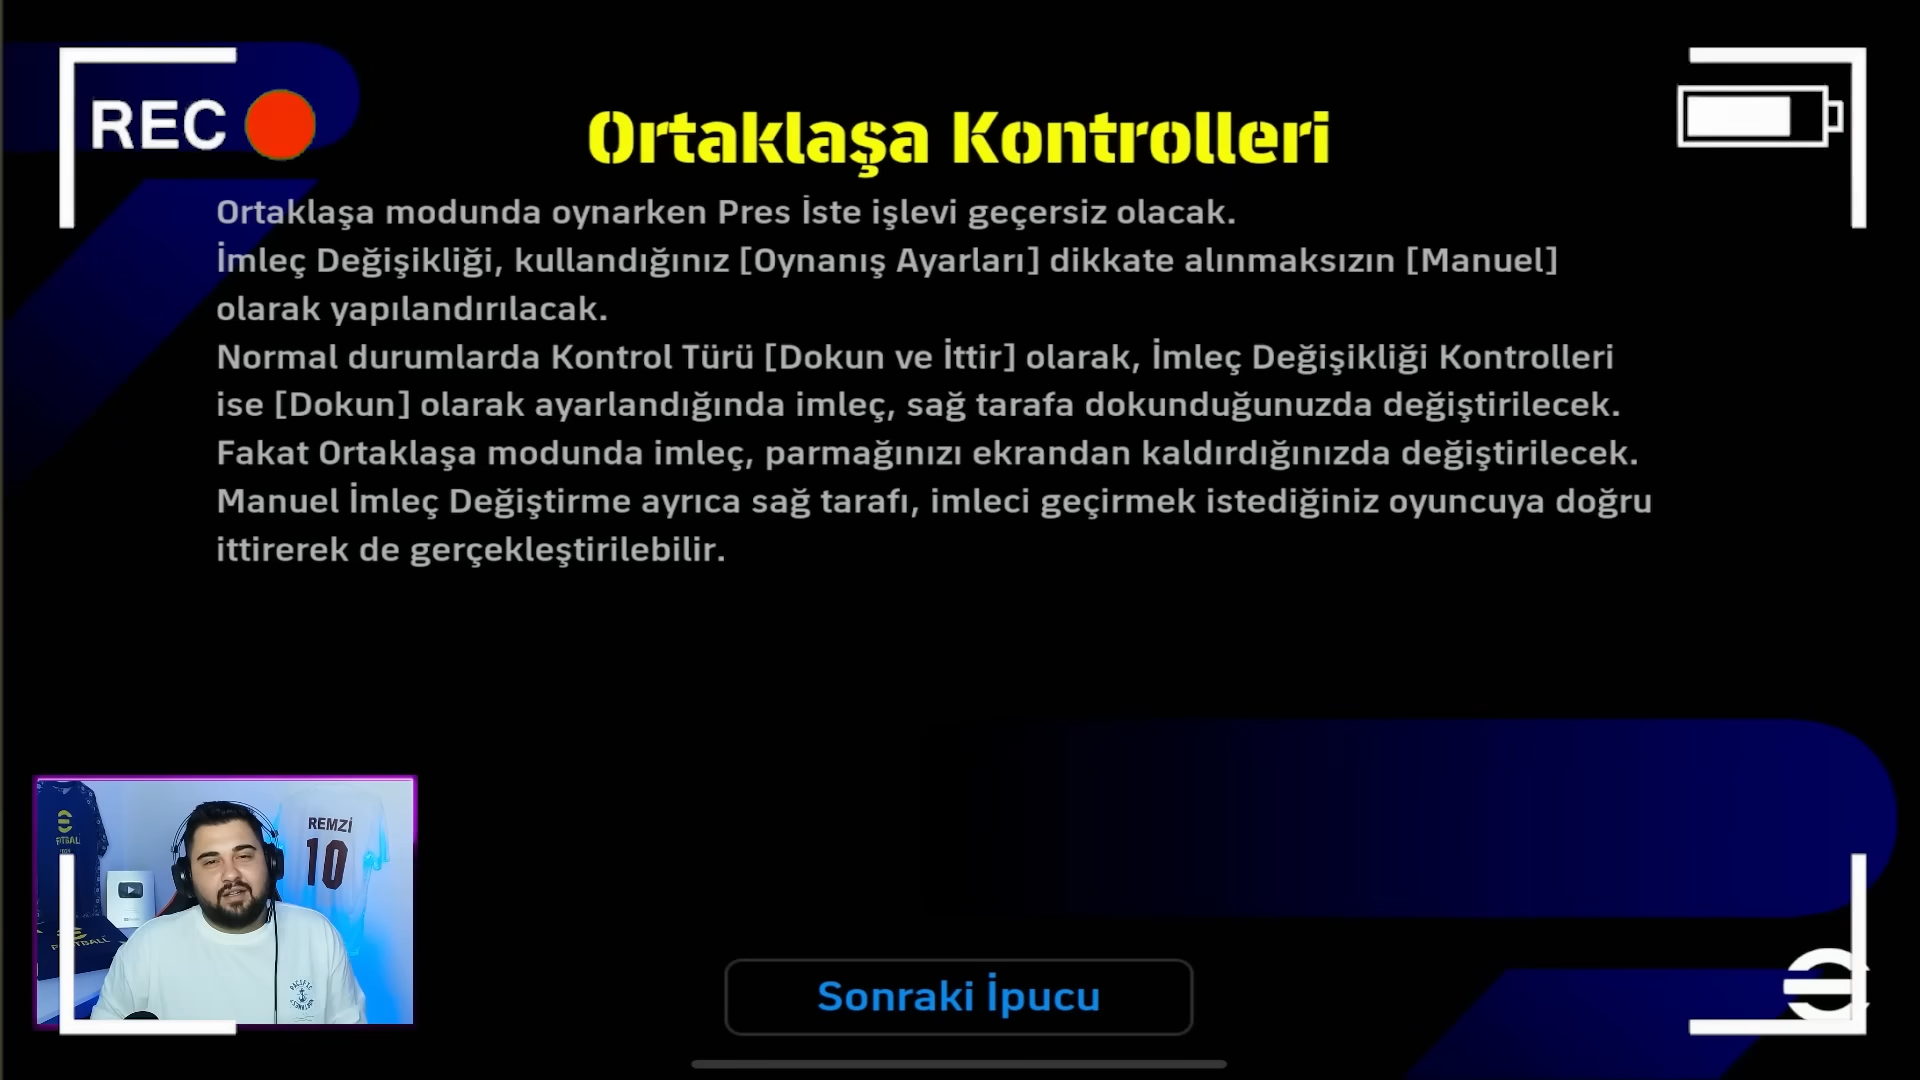 REC
Ortaklaşa Kontrolleri
Ortaklaşa modunda oynarken Pres İste işlevi geçersiz olacak.
İmleç Değişikliği, kullandığınız [Oynanış Ayarları] dikkate alınmaksızın [Manuel]
olarak yapılandırılacak.
Normal durumlarda Kontrol Türü [Dokun ve İttir] olarak, İmleç Değişikliği Kontrolleri
ise [Dokun] olarak ayarlandığında imleç, sağ tarafa dokunduğunuzda değiştirilecek.
Fakat Ortaklaşa modunda imleç, parmağınızı ekrandan kaldırdığınızda değiştirilecek.
Manuel İmleç Değiştirme ayrıca sağ tarafı, imleci geçirmek istediğiniz oyuncuya doğru
ittirerek de gerçekleştirilebilir.
REMZİ
10
PACIFIC
Sonraki İpucu